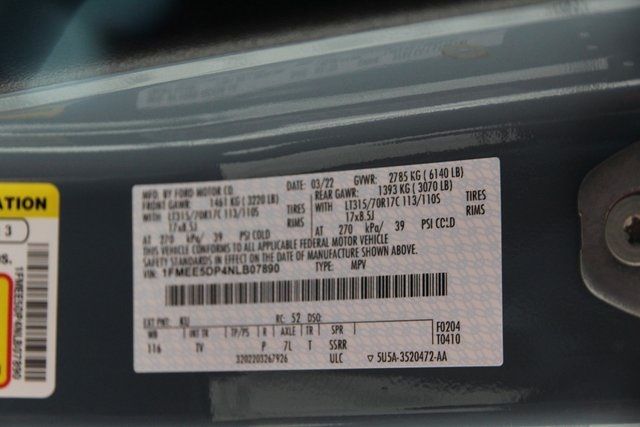 ATION
3
S.
1FMEE5DP4NLB07890
MFD. BY FORD MOTOR CO.
DATE: 03/22 GVWR: 2785 KG ( 6140 LB)
FRONT GAWR: 1461 KG ( 3220 LB) REAR GAWR: 1393 KG ( 3070 LB)
LT315/70R17C 113/110S TIRES LT315/70R17C 113/110S TIRES
17x8.5J RIMS 17x8.5J RIMS
AT 270 kPa/ 39 PSI COLD AT 270 kPa/ 39 PSI COLD
THIS VEHICLE CONFORMS TO ALL APPLICABLE FEDERAL MOTOR VEHICLE
SAFETY STANDARDS IN EFFECT ON THE DATE OF MANUFACTURE SHOWN ABOVE.
VIN: 1FMEE5DP4NLB07890 TYPE: MPV
EXT PNT: KU RC: 52 DSO:
WB INT TR TP/PS R AXLE TR SPR F0204
116 TV P 7L T SSRR T0410
3202203267926 ULC 5U5A-3520472-AA